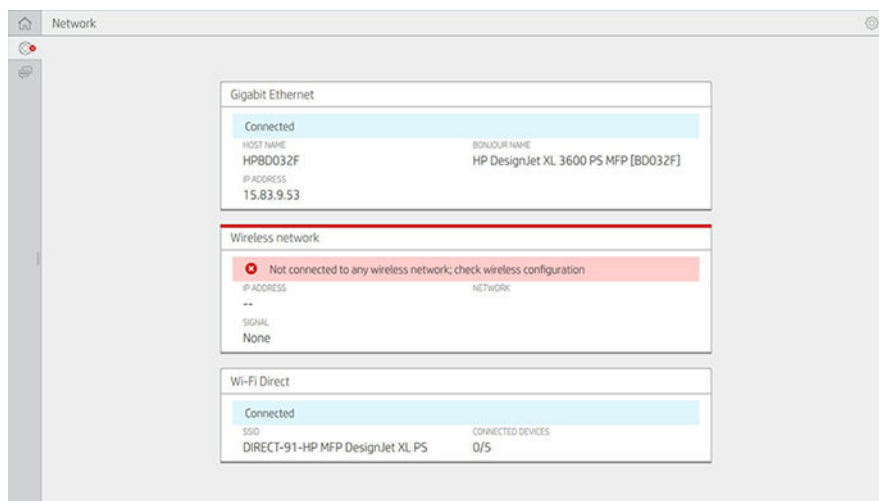 Network
Gigabit Ethernet
Connected
HOST NAME BONJOUR NAME
HPBD032F HP DesignJet XL 3600 PS MFP [BD032F]
IP ADDRESS
15.83.9.53
Wireless network
Not connected to any wireless network; check wireless configuration
IP ADDRESS NETWORK
--
SIGNAL
None
Wi-Fi Direct
Connected
SSID CONNECTED DEVICES
DIRECT-91-HP MFP DesignJet XL PS 0/5